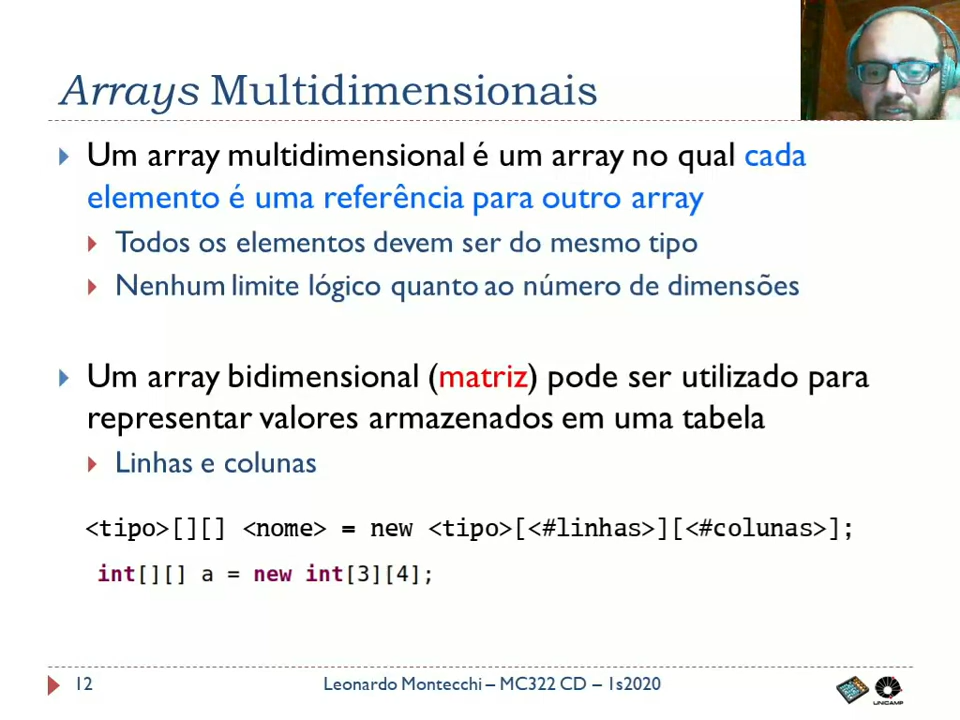 Arrays Multidimensionais
Um array multidimensional é um array no qual cada
elemento é uma referência para outro array
Todos os elementos devem ser do mesmo tipo
Nenhum limite lógico quanto ao número de dimensões
Um array bidimensional (matriz) pode ser utilizado para
representar valores armazenados em uma tabela
Linhas e colunas
<tipo>[][] <nome> = new <tipo>[<#linhas>][<#colunas>];
int[][] a = new int[3][4];
12
Leonardo Montecchi – MC322 CD – 1s2020
UNICAMP